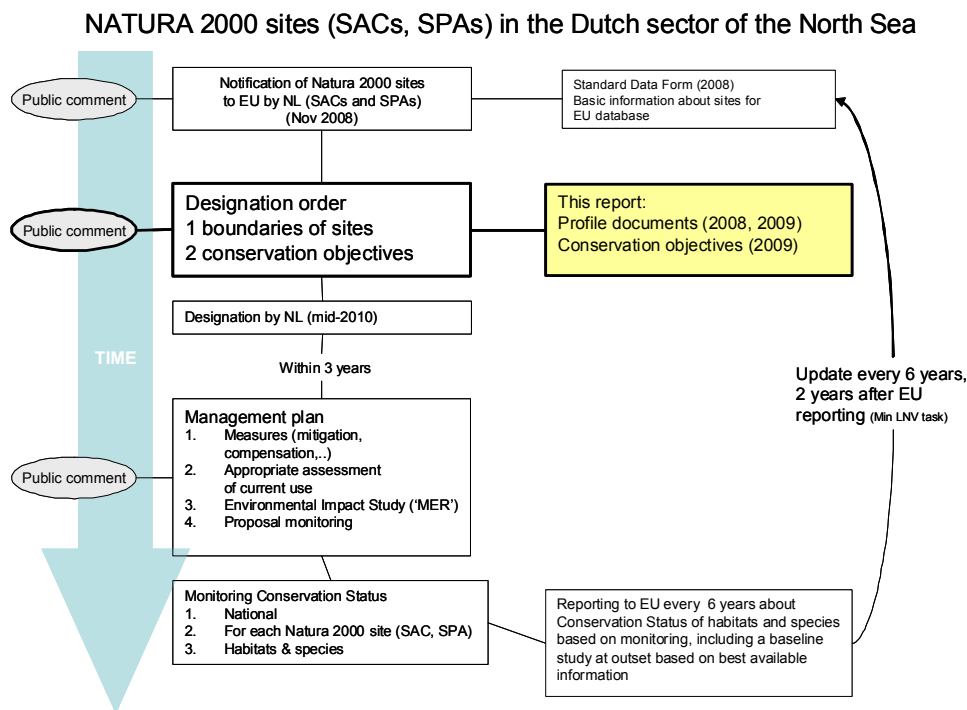 NATURA 2000 sites (SACs, SPAs) in the Dutch sector of the North Sea
Public comment
Notification of Natura 2000 sites
to EU by NL (SACs and SPAs)
(Nov 2008)
Standard Data Form (2008)
Basic information about sites for
EU database
Public comment
Designation order
1 boundaries of sites
2 conservation objectives
This report:
Profile documents (2008, 2009)
Conservation objectives (2009)
Designation by NL (mid-2010)
TIME
Within 3 years
Update every 6 years,
2 years after EU
reporting (Min LNV task)
Public comment
Management plan
1. Measures (mitigation,
compensation,..)
2. Appropriate assessment
of current use
3. Environmental Impact Study ('MER')
4. Proposal monitoring
Monitoring Conservation Status
1. National
2. For each Natura 2000 site (SAC, SPA)
3. Habitats & species
Reporting to EU every 6 years about
Conservation Status of habitats and species
based on monitoring, including a baseline
study at outset based on best available
information